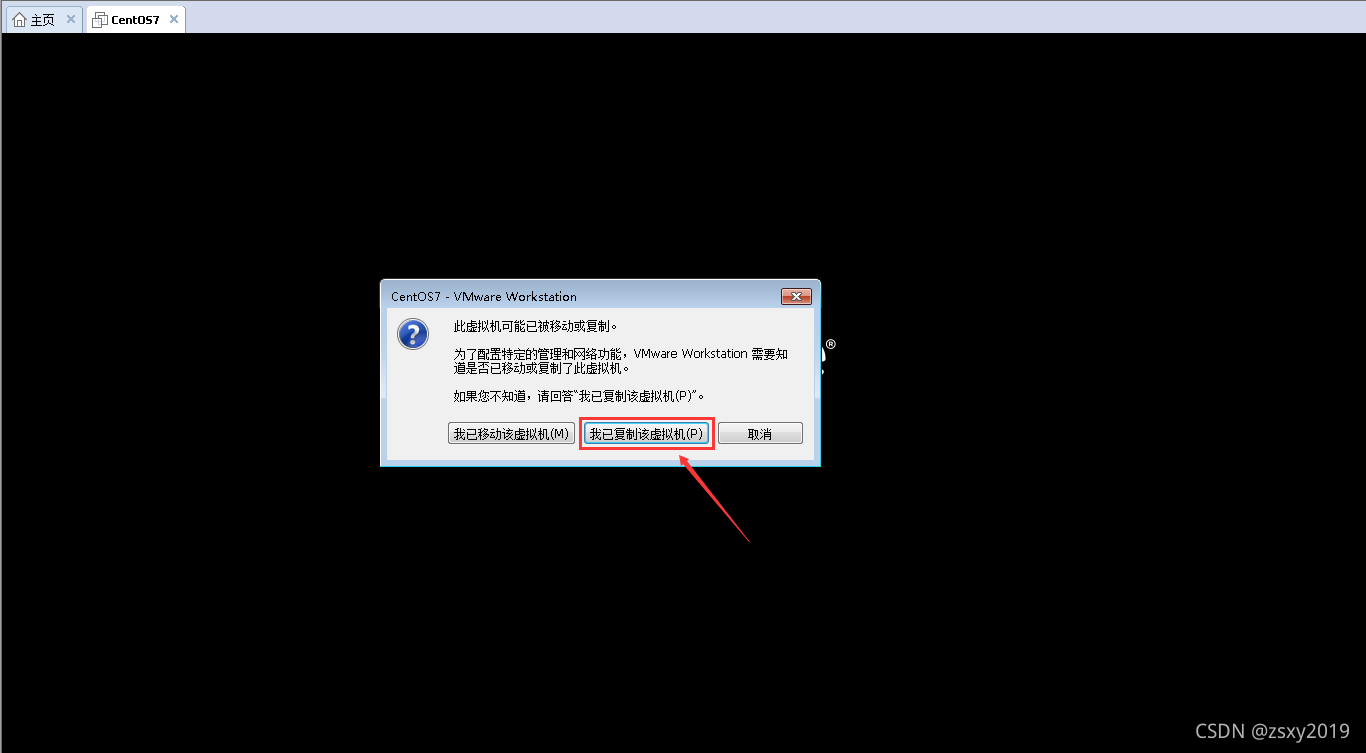 主页
CentOS7
CentOS7 - VMware Workstation
此虚拟机可能已被移动或复制。
为了配置特定的管理和网络功能，VMware Workstation 需要知
道是否已移动或复制了此虚拟机。
如果您不知道，请回答“我已复制该虚拟机(P)”。
我已移动该虚拟机(M)
我已复制该虚拟机(P)
取消
®
CSDN @zsxy2019